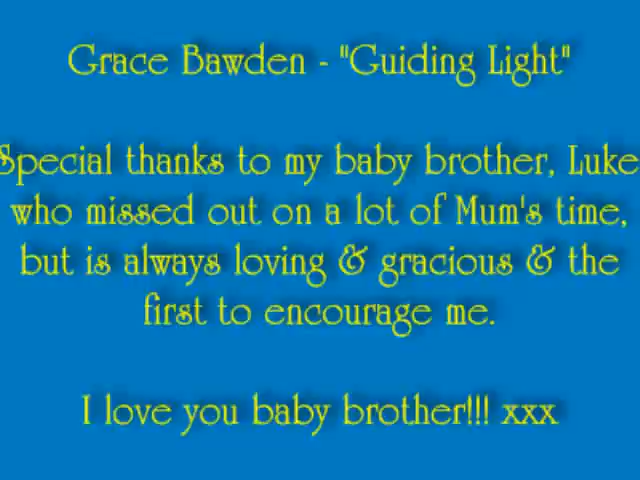 Grace Bawden - "Guiding Light"
Special thanks to my baby brother, Luke
who missed out on a lot of Mum's time,
but is always loving & gracious & the
first to encourage me.
I love you baby brother!!! xxx